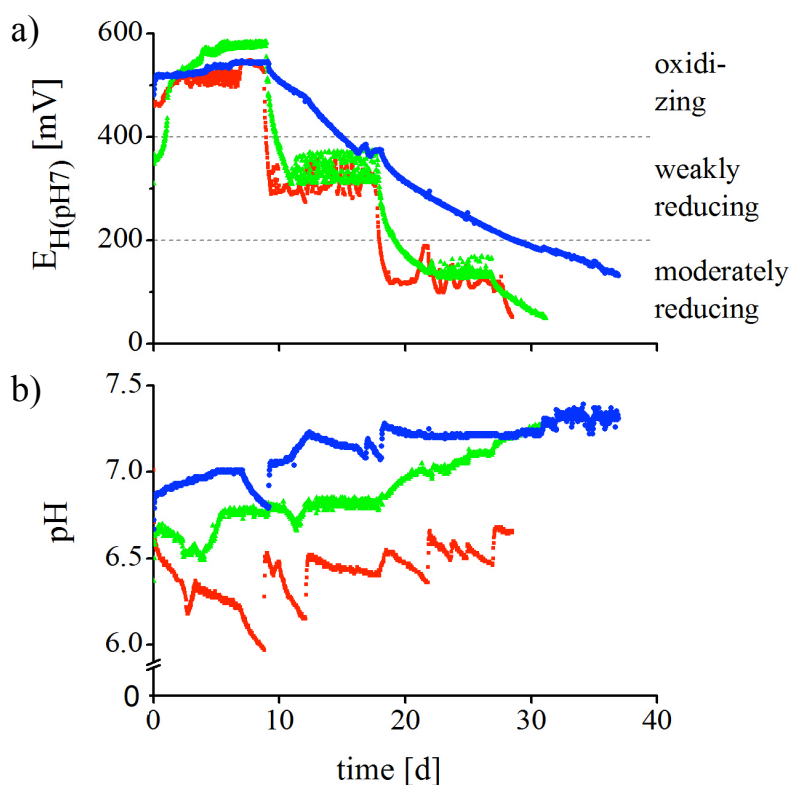 a)
600
400
200
0
E_H(pH7) [mV]
oxidi-
zing
weakly
reducing
moderately
reducing
b)
7.5
7.0
6.5
6.0
0
pH
0 10 20 30 40
time [d]